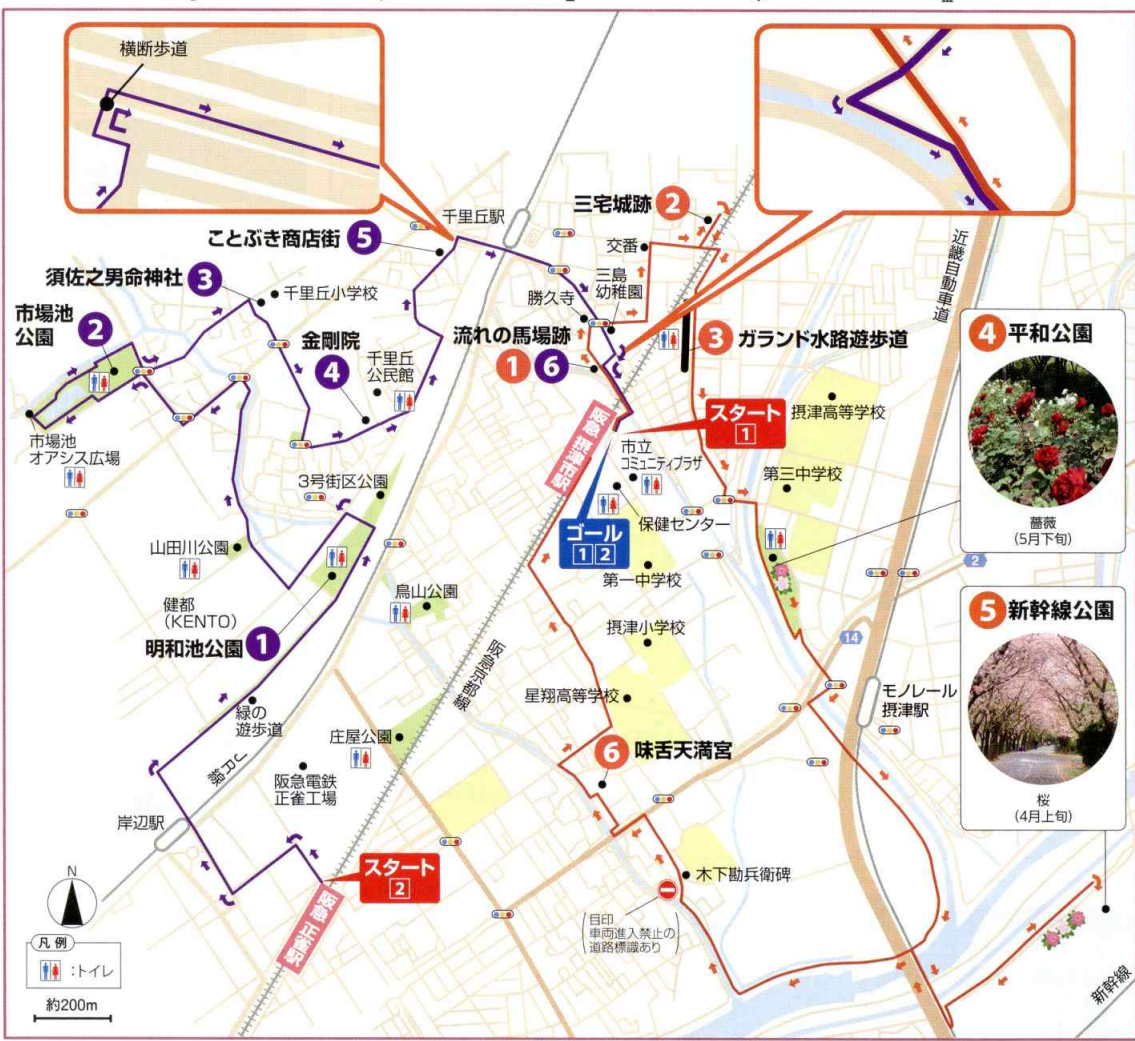 横断歩道
千里丘駅
三宅城跡 2
交番
ことぶき商店街 5
三島
幼稚園
勝久寺
近畿自動車道
須佐之男命神社
3
千里丘小学校
市場池
公園
2
金剛院
4
千里丘
公民館
流れの馬場跡
1 6
3 ガランド水路遊歩道
4 平和公園
薔薇
(5月下旬)
摂津高等学校
スタート
1
阪急 摂津市駅
市立
コミュニティプラザ
第三中学校
市場池
オアシス広場
3号街区公園
保健センター
ゴール
1 2
山田川公園
第一中学校
2
鳥山公園
健都
(KENTO)
明和池公園 1
摂津小学校
14
5 新幹線公園
桜
(4月上旬)
阪急京都線
モノレール
摂津駅
星翔高等学校
緑の
遊歩道
庄屋公園
6 味舌天満宮
JR線
阪急電鉄
正雀工場
岸辺駅
スタート
2
木下勘兵衛碑
阪急 正雀駅
目印
車両進入禁止の
道路標識あり
N
凡例
:トイレ
約200m
新幹線